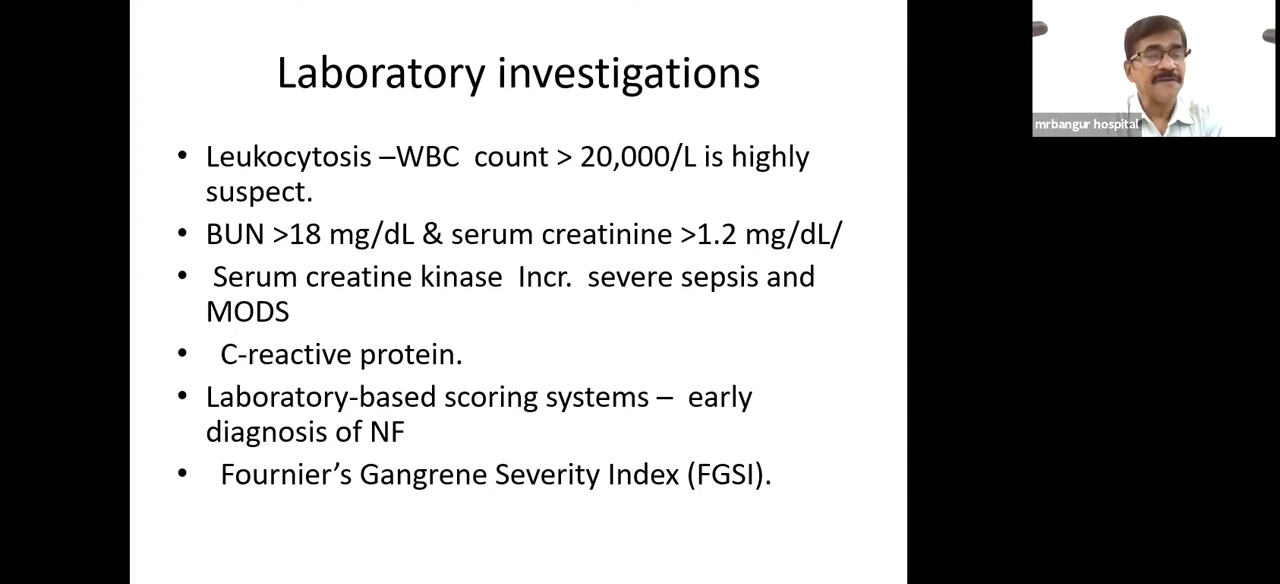 Laboratory investigations
• Leukocytosis –WBC count > 20,000/L is highly
suspect.
• BUN >18 mg/dL & serum creatinine >1.2 mg/dL/
• Serum creatine kinase Incr. severe sepsis and
MODS
• C-reactive protein.
• Laboratory-based scoring systems – early
diagnosis of NF
• Fournier’s Gangrene Severity Index (FGSI).
mrbangur hospital